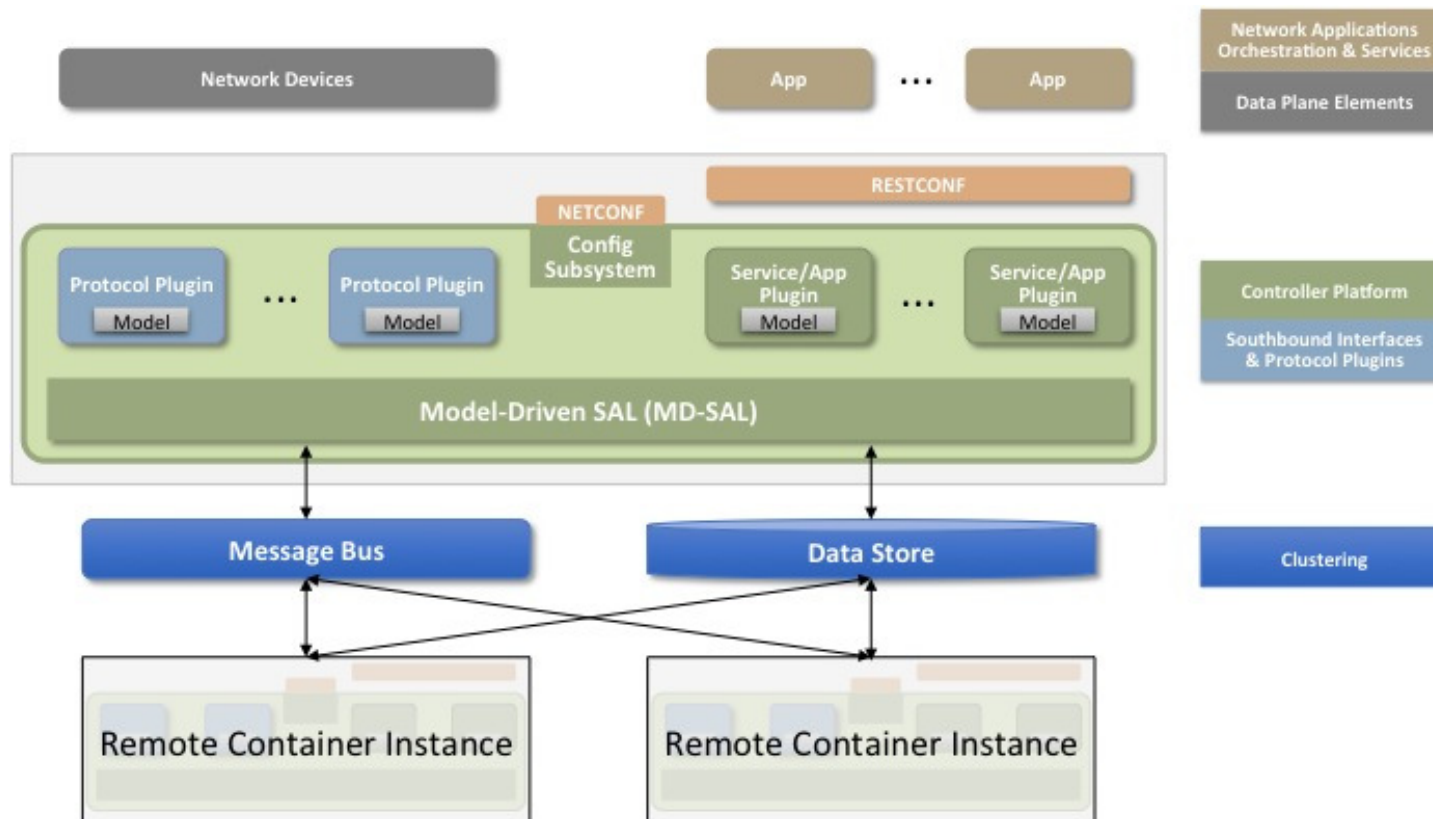 Network Applications
Orchestration & Services
Network Devices
App
...
App
Data Plane Elements
RESTCONF
NETCONF
Config
Subsystem
Protocol Plugin
Model
...
Protocol Plugin
Model
Service/App
Plugin
Model
...
Service/App
Plugin
Model
Controller Platform
Southbound Interfaces
& Protocol Plugins
Model-Driven SAL (MD-SAL)
Message Bus
Data Store
Clustering
Remote Container Instance
Remote Container Instance